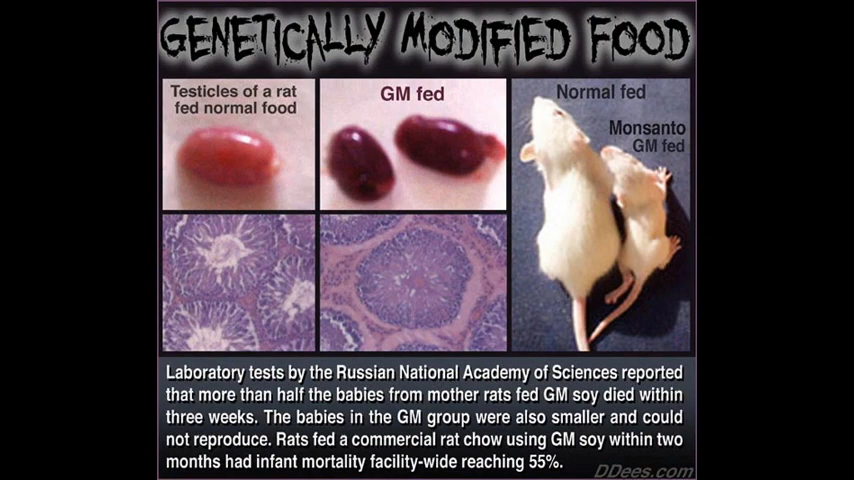 GENETICALLY MODIFIED FOOD
Testicles of a rat
fed normal food
GM fed
Normal fed
Monsanto
GM fed
Laboratory tests by the Russian National Academy of Sciences reported
that more than half the babies from mother rats fed GM soy died within
three weeks. The babies in the GM group were also smaller and could
not reproduce. Rats fed a commercial rat chow using GM soy within two
months had infant mortality facility-wide reaching 55%.
DDees.com